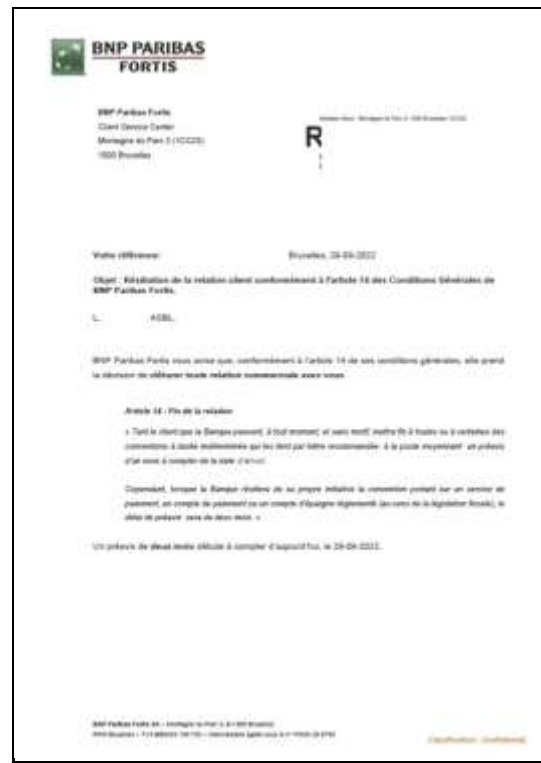 BNP PARIBAS
FORTIS
BNP Paribas Fortis
Client Service Center
Montagne du Parc 3 (1CC2S)
1000 Bruxelles
R
Votre référence: Bruxelles, 29-09-2022
Objet : Résiliation de la relation client conformément à l'article 14 des Conditions Générales de
BNP Paribas Fortis.
L. ASBL,
BNP Paribas Fortis vous avise que, conformément à l'article 14 de ses conditions générales, elle prend
la décision de clôturer toute relation commerciale avec vous.
Article 14 - Fin de la relation
« Tant le client que la Banque peuvent, à tout moment, et sans motif, mettre fin à toutes ou à certaines des
conventions à durée indéterminée qui les lient par lettre recommandée à la poste moyennant un préavis
d'un mois à compter de la date d'envoi.
Cependant, lorsque la Banque résilie de sa propre initiative la convention portant sur un service de
paiement, un compte de paiement ou un compte d'épargne réglementé (au sens de la législation fiscale), le
délai de préavis sera de deux mois. »
Un préavis de deux mois débute à compter d'aujourd'hui, le 29-09-2022.
BNP Paribas Fortis SA – Montagne du Parc 3, B-1000 Bruxelles
Classification : Confidential